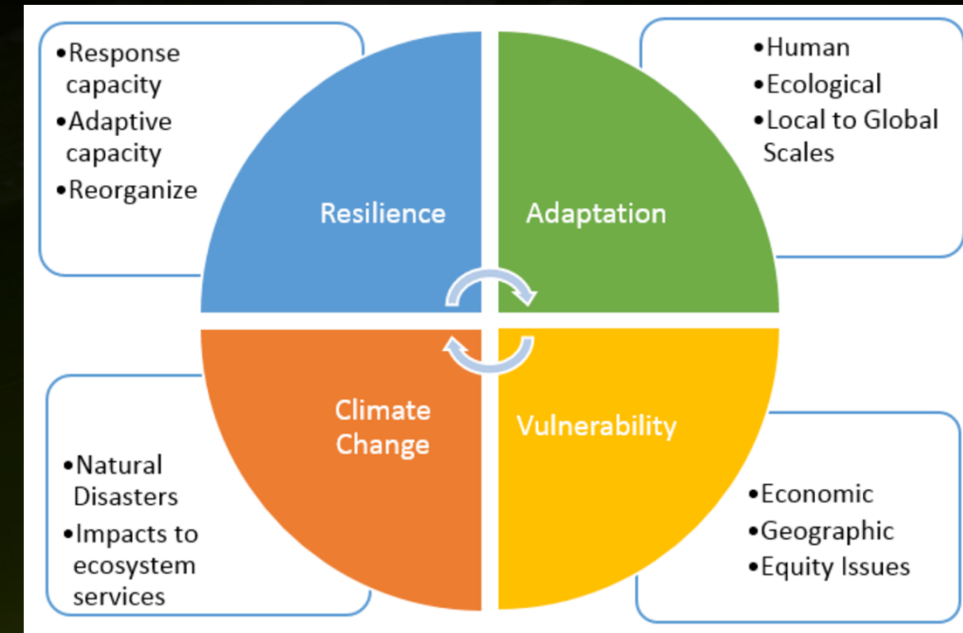 •Response
capacity
•Adaptive
capacity
•Reorganize
Resilience
Adaptation
•Human
•Ecological
•Local to Global
Scales
Climate
Change
Vulnerability
•Natural
Disasters
•Impacts to
ecosystem
services
•Economic
•Geographic
•Equity Issues